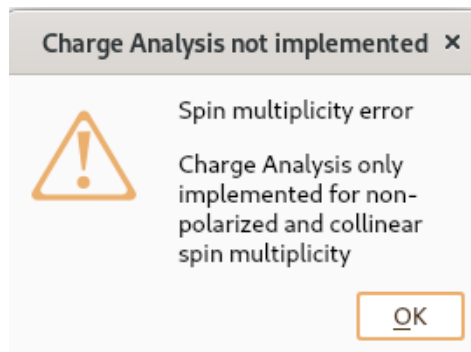 Charge Analysis not implemented ×
Spin multiplicity error
Charge Analysis only
implemented for non-
polarized and collinear
spin multiplicity
OK